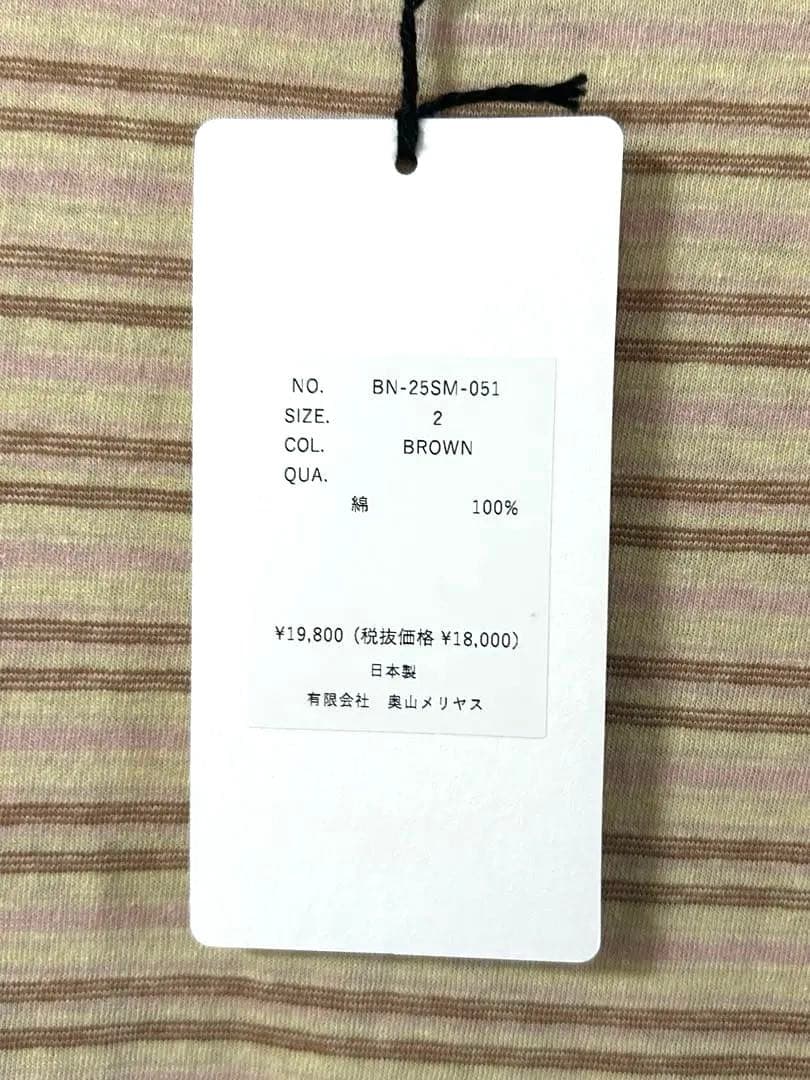 NO. BN-25SM-051
SIZE. 2
COL. BROWN
QUA.
綿 100%
¥19,800（税抜価格 ¥18,000）
日本製
有限会社　奥山メリヤス